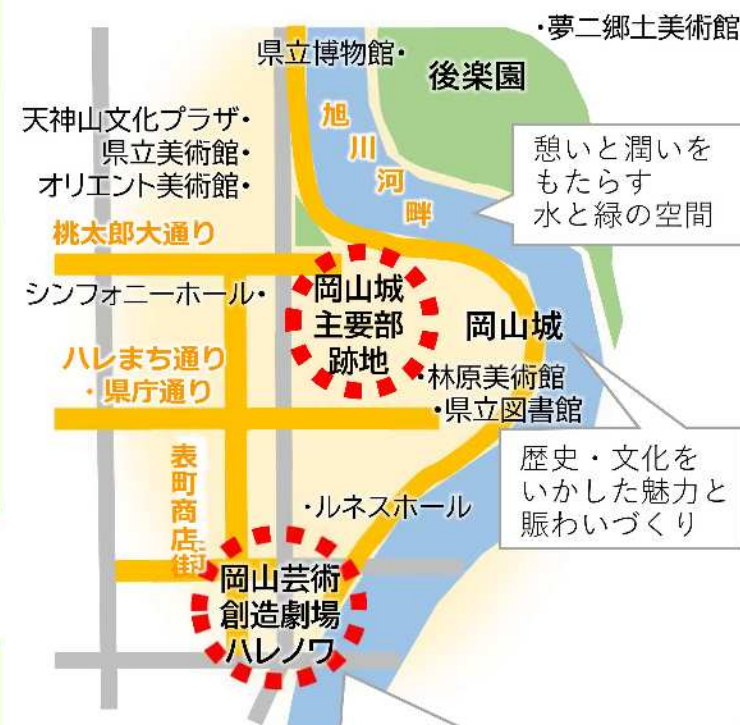 ・夢二郷土美術館
県立博物館・
後楽園
天神山文化プラザ・
県立美術館・
オリエント美術館・
旭川河畔
憩いと潤いを
もたらす
水と緑の空間
桃太郎大通り
シンフォニーホール・
岡山城
主要部
跡地
岡山城
ハレまち通り
・県庁通り
・林原美術館
・県立図書館
表町商店街
歴史・文化を
いかした魅力と
賑わいづくり
・ルネスホール
岡山芸術
創造劇場
ハレノワ